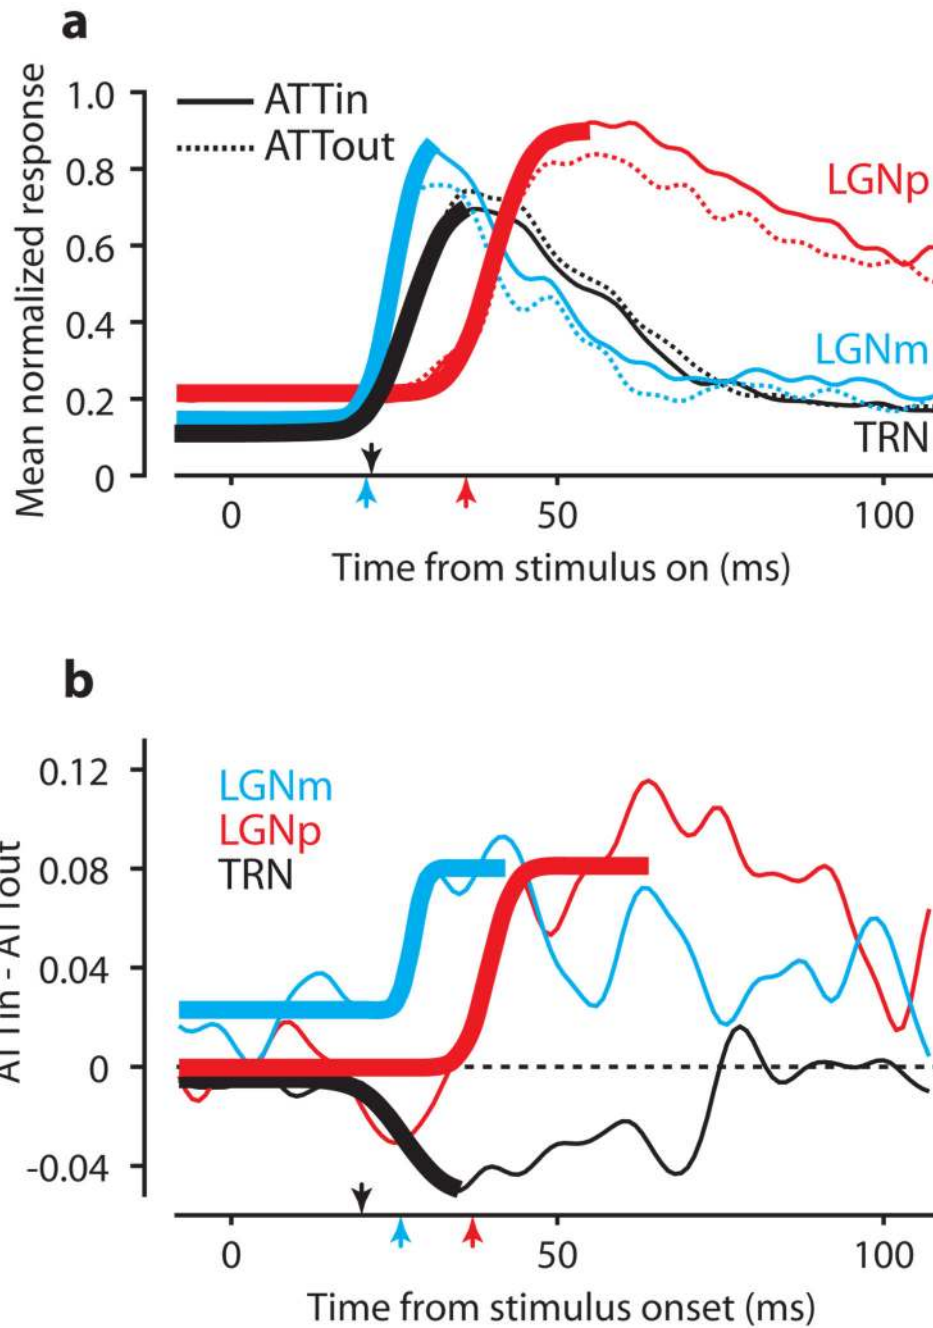 a
Mean normalized response
1.0
0.8
0.6
0.4
0.2
0
ATTin
ATTout
LGNp
LGNm
TRN
0 50 100
Time from stimulus on (ms)
b
ATTin - ATTout
0.12
0.08
0.04
0
-0.04
LGNm
LGNp
TRN
0 50 100
Time from stimulus onset (ms)